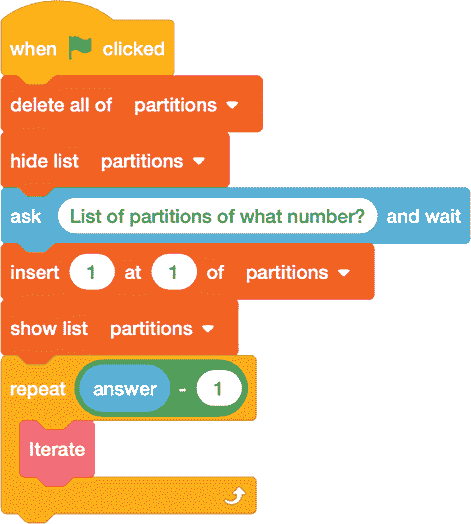 when clicked
delete all of partitions
hide list partitions
ask List of partitions of what number? and wait
insert 1 at 1 of partitions
show list partitions
repeat answer - 1
Iterate